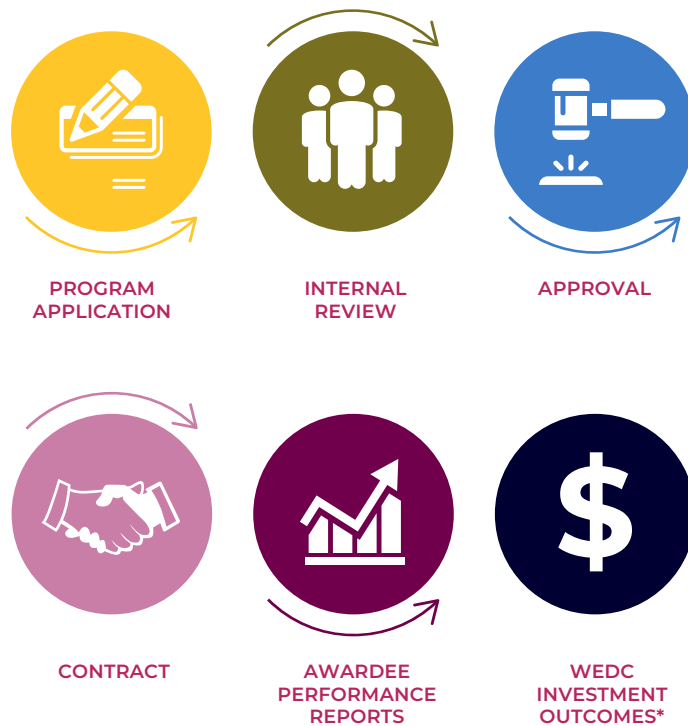 PROGRAM
APPLICATION
INTERNAL
REVIEW
APPROVAL
$
CONTRACT
AWARDEE
PERFORMANCE
REPORTS
WEDC
INVESTMENT
OUTCOMES*